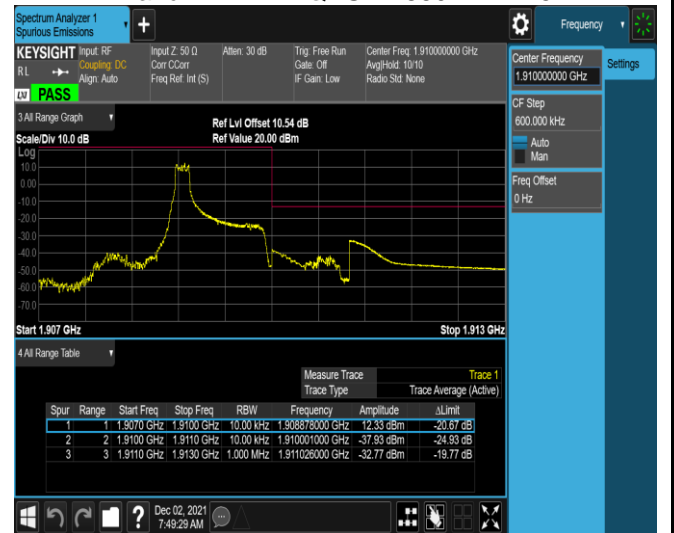 Spectrum Analyzer 1
Spurious Emissions
Frequency
KEYSIGHT Input: RF Input Z: 50 Ω Atten: 30 dB Trig: Free Run Center Freq: 1.910000000 GHz
RL Coupling: DC Corr CCorr Gate: Off Avg|Hold: 10/10
Align: Auto Freq Ref: Int (S) IF Gain: Low Radio Std: None
LXI PASS
Center Frequency
1.910000000 GHz
Settings
CF Step
600.000 kHz
Auto
Man
Freq Offset
0 Hz
3 All Range Graph
Ref Lvl Offset 10.54 dB
Scale/Div 10.0 dB Ref Value 20.00 dBm
Log
10.0
0.00
-10.0
-20.0
-30.0
-40.0
-50.0
-60.0
-70.0
Start 1.907 GHz Stop 1.913 GHz
4 All Range Table
Measure Trace Trace 1
Trace Type Trace Average (Active)
Spur Range Start Freq Stop Freq RBW Frequency Amplitude ΔLimit
1 1 1.9070 GHz 1.9100 GHz 10.00 kHz 1.908878000 GHz 12.33 dBm -20.67 dB
2 2 1.9100 GHz 1.9110 GHz 10.00 kHz 1.910001000 GHz -37.93 dBm -24.93 dB
3 3 1.9110 GHz 1.9130 GHz 1.000 MHz 1.911026000 GHz -32.77 dBm -19.77 dB
Dec 02, 2021
7:49:29 AM